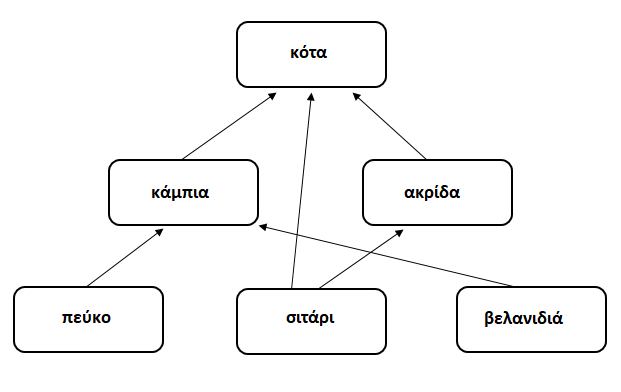 κότα
κάμπια
ακρίδα
πεύκο
σιτάρι
βελανιδιά